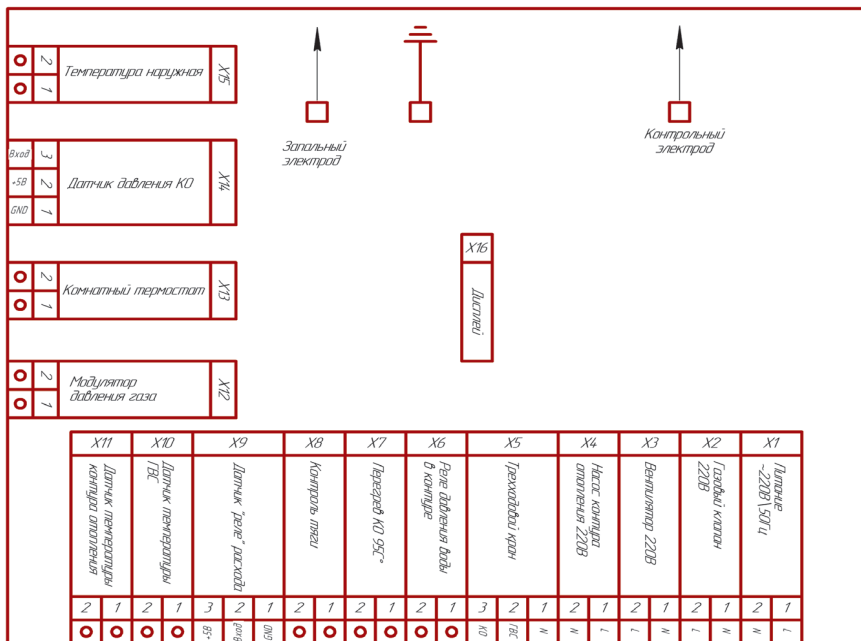 2
1
Температура наружная
X15
Вход 3
+5В 2
GND 1
Датчик давления КО
X14
2
1
Комнатный термостат
X13
2
1
Модулятор
давления газа
X12
Запальный
электрод
Контрольный
электрод
X16
Дисплей
X11 X10 X9 X8 X7 X6 X5 X4 X3 X2 X1
Датчик температуры
контура отопления
Датчик температуры
ГВС
Датчик "реле" расхода
Контроль тяги
Перегрев КО 95С°
Реле давления воды
в контуре
Трехходовой кран
Насос контура
отопления 220В
Вентилятор 220В
Газовый клапан
220В
Питание
~220В\50Гц
2 1 2 1 3 2 1 2 1 2 1 2 1 3 2 1 2 1 2 1 2 1 2 1
КО ГВС N N L L N N L N L